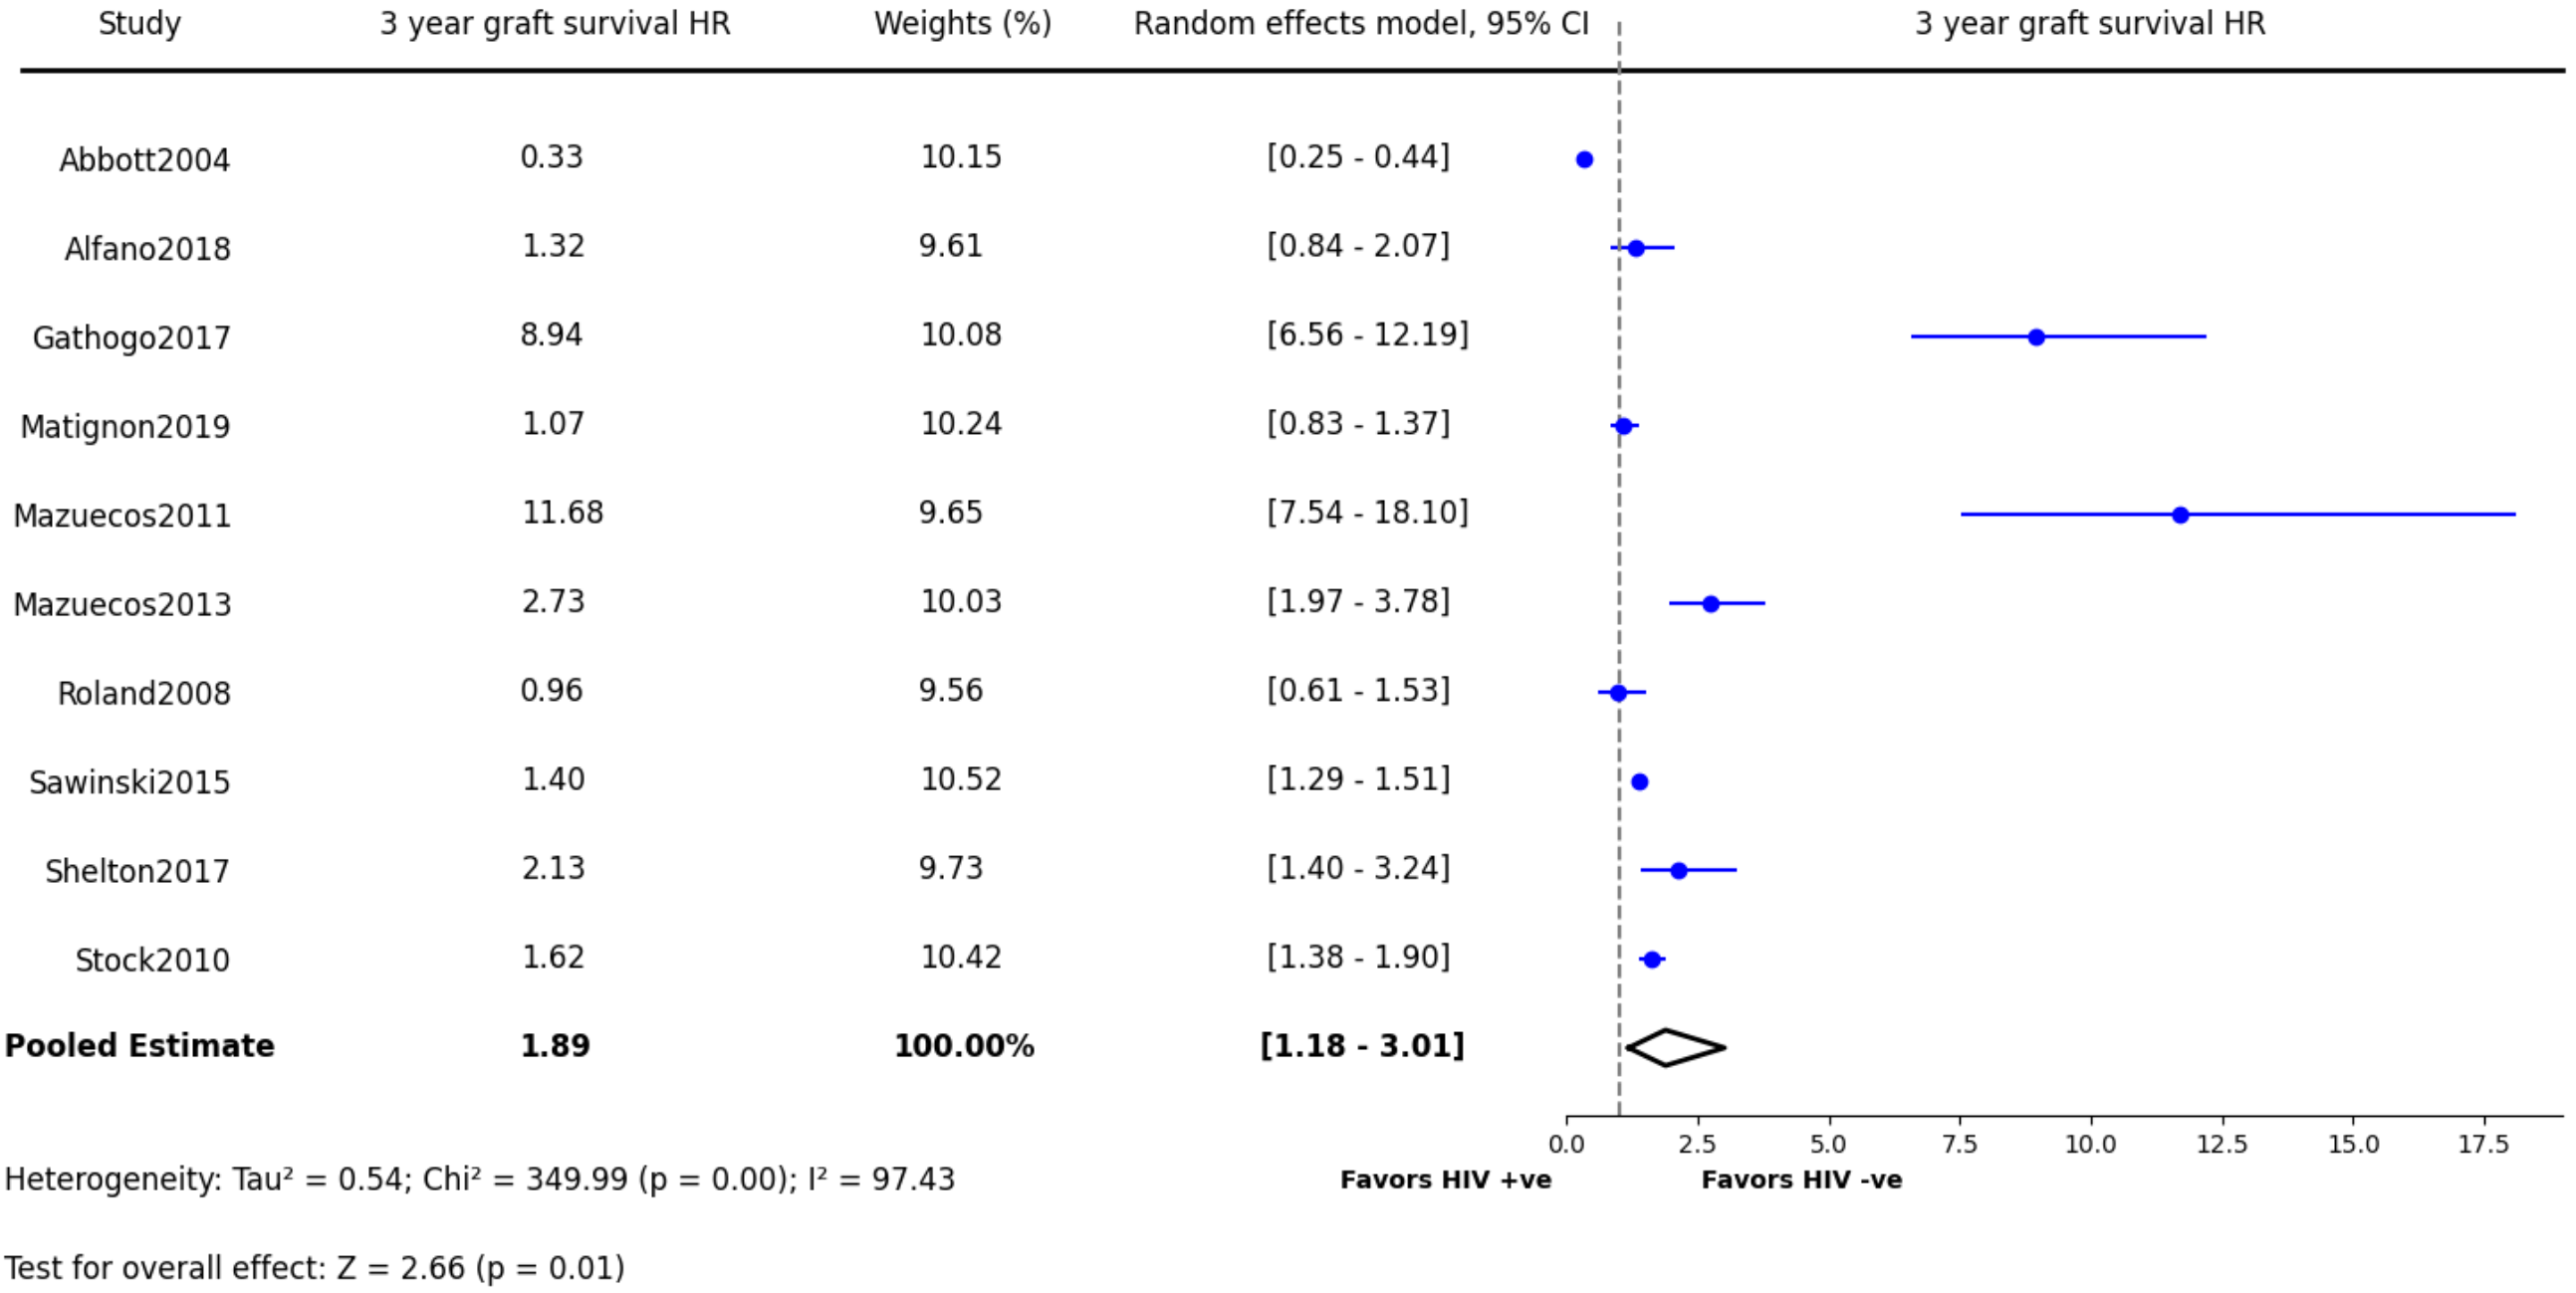 Study 3 year graft survival HR Weights (%) Random effects model, 95% CI 3 year graft survival HR
Abbott2004 0.33 10.15 [0.25 - 0.44]
Alfano2018 1.32 9.61 [0.84 - 2.07]
Gathogo2017 8.94 10.08 [6.56 - 12.19]
Matignon2019 1.07 10.24 [0.83 - 1.37]
Mazuecos2011 11.68 9.65 [7.54 - 18.10]
Mazuecos2013 2.73 10.03 [1.97 - 3.78]
Roland2008 0.96 9.56 [0.61 - 1.53]
Sawinski2015 1.40 10.52 [1.29 - 1.51]
Shelton2017 2.13 9.73 [1.40 - 3.24]
Stock2010 1.62 10.42 [1.38 - 1.90]
Pooled Estimate 1.89 100.00% [1.18 - 3.01]
0.0 2.5 5.0 7.5 10.0 12.5 15.0 17.5
Heterogeneity: Tau² = 0.54; Chi² = 349.99 (p = 0.00); I² = 97.43 Favors HIV +ve Favors HIV -ve
Test for overall effect: Z = 2.66 (p = 0.01)